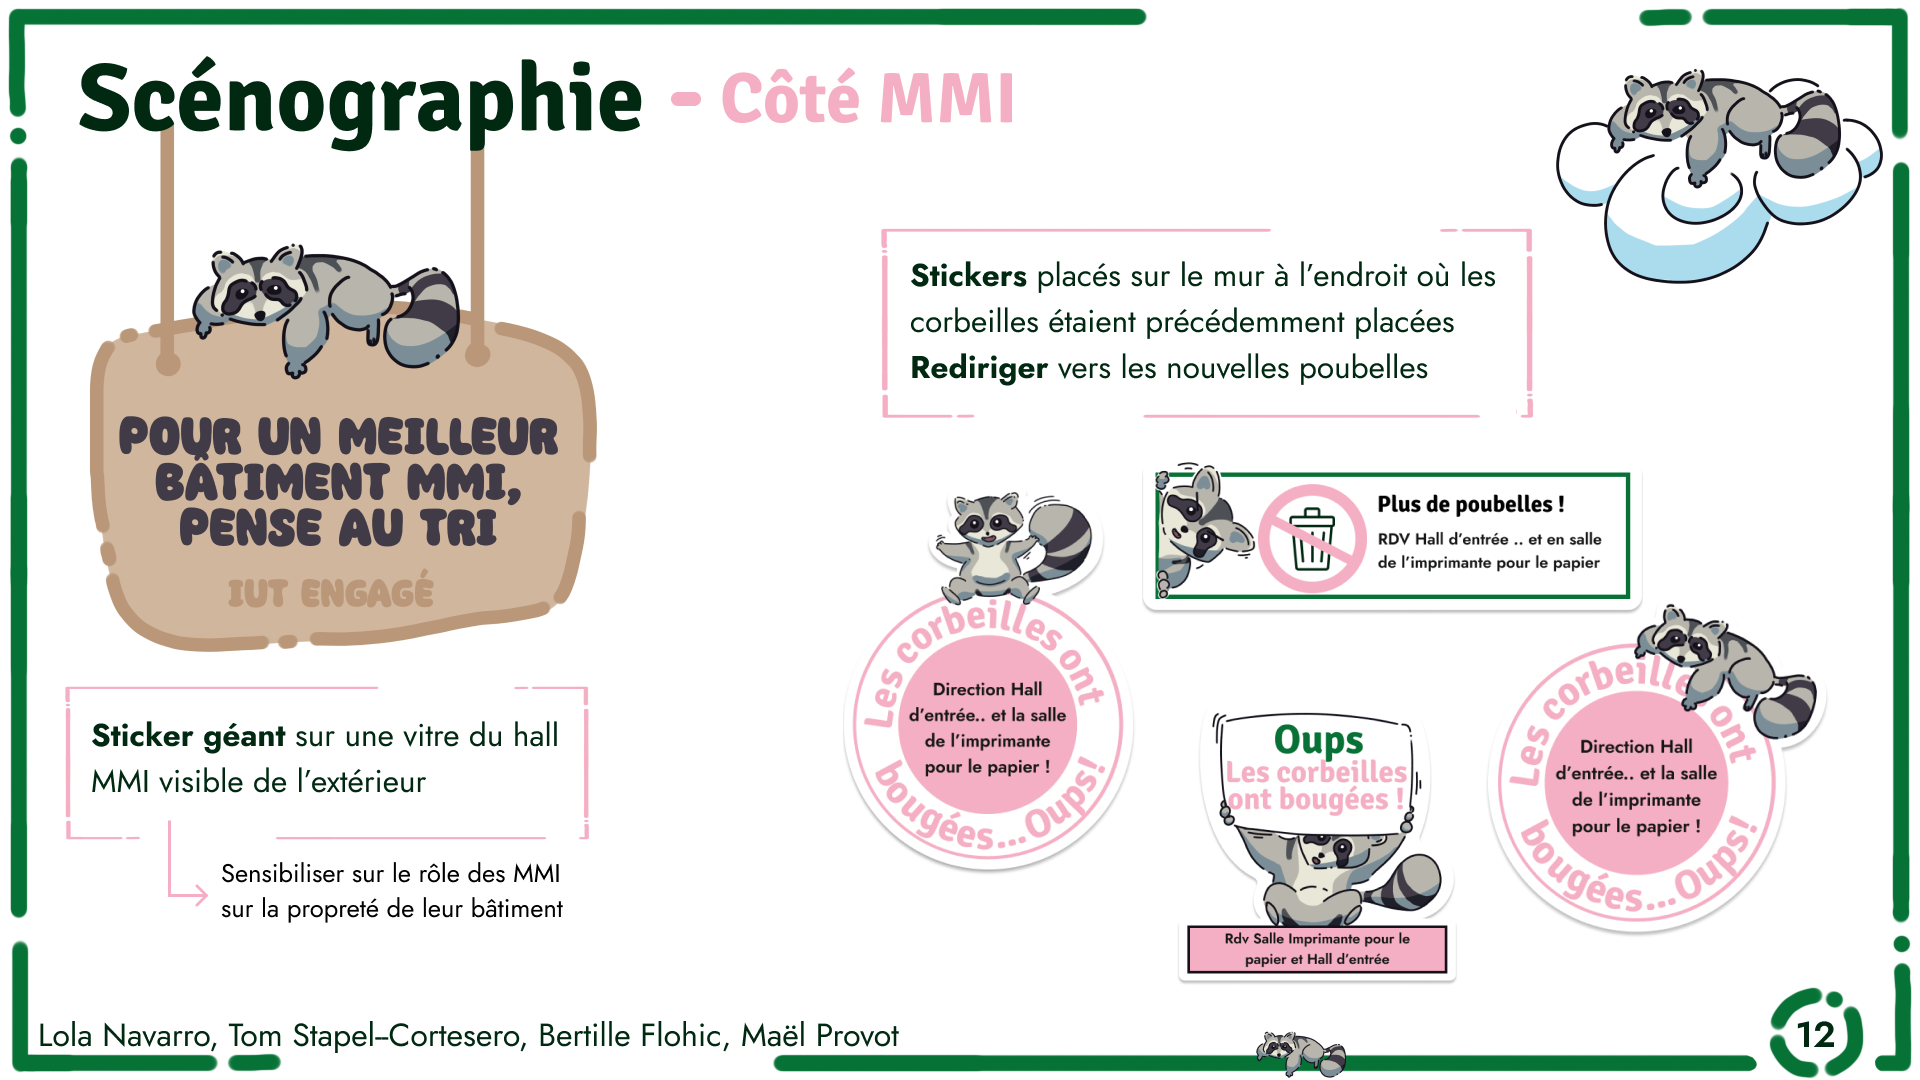 Scénographie - Côté MMI
POUR UN MEILLEUR
BÂTIMENT MMI,
PENSE AU TRI
IUT ENGAGÉ
Sticker géant sur une vitre du hall
MMI visible de l'extérieur
Sensibiliser sur le rôle des MMI
sur la propreté de leur bâtiment
Stickers placés sur le mur à l'endroit où les
corbeilles étaient précédemment placées
Rediriger vers les nouvelles poubelles
Plus de poubelles !
RDV Hall d'entrée .. et en salle
de l'imprimante pour le papier
Les corbeilles ont
bougées...Oups!
Direction Hall
d'entrée.. et la salle
de l'imprimante
pour le papier !
Oups
Les corbeilles
ont bougées !
Rdv Salle Imprimante pour le
papier et Hall d'entrée
Les corbeilles ont
bougées...Oups!
Direction Hall
d'entrée.. et la salle
de l'imprimante
pour le papier !
Lola Navarro, Tom Stapel--Cortesero, Bertille Flohic, Maël Provot
12